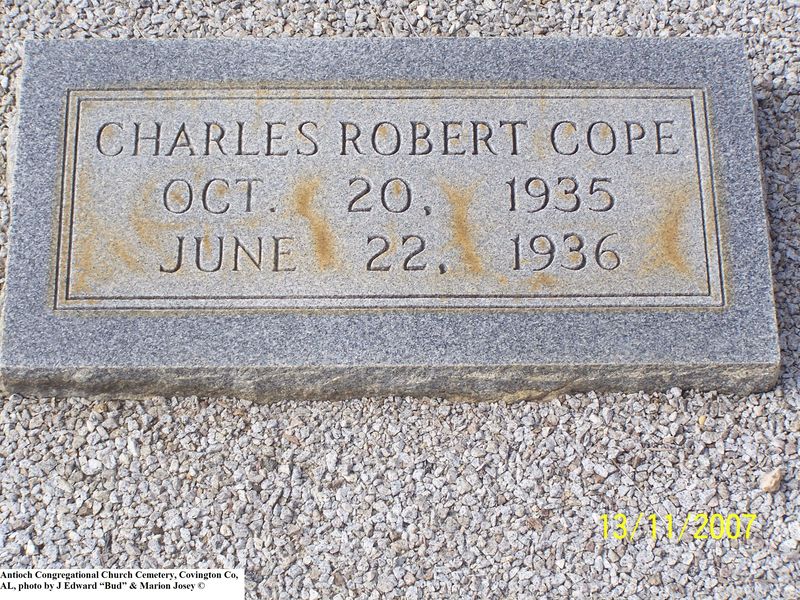 CHARLES ROBERT COPE
OCT. 20, 1935
JUNE 22, 1936
13/11/2007
Antioch Congregational Church Cemetery, Covington Co,
AL, photo by J Edward “Bud” & Marion Josey ©